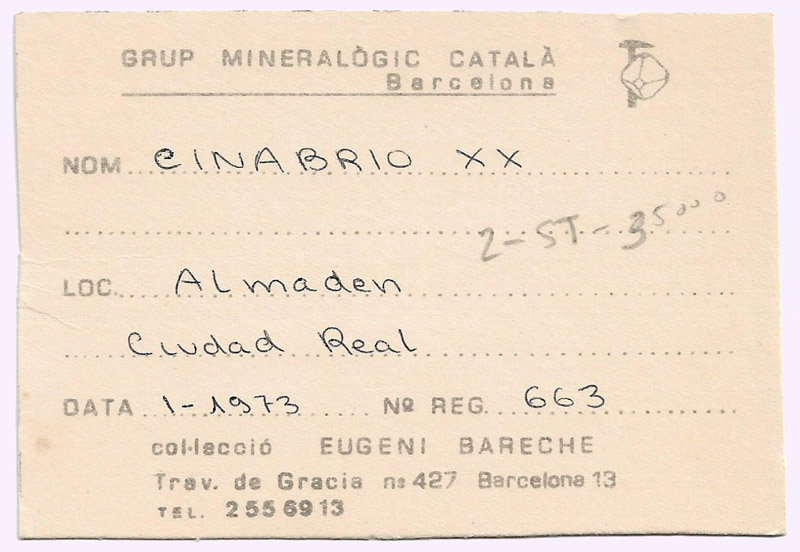 GRUP MINERALÒGIC CATALÀ
Barcelona
NOM CINABRIO XX
2-ST-35000
LOC. Almaden
Ciudad Real
DATA 1-1973 Nº REG. 663
col·lecció EUGENI BARECHE
Trav. de Gracia nº 427 Barcelona 13
TEL. 2556913